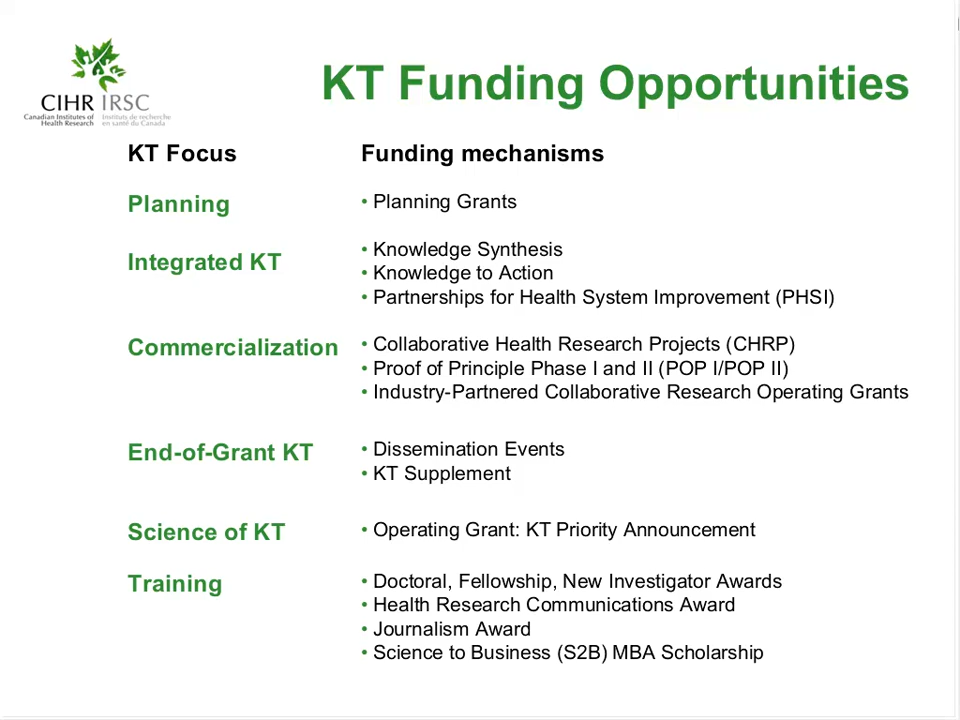 CIHR IRSC
Canadian Institutes of Health Research
Instituts de recherche en santé du Canada
KT Funding Opportunities
KT Focus
Funding mechanisms
Planning
• Planning Grants
Integrated KT
• Knowledge Synthesis
• Knowledge to Action
• Partnerships for Health System Improvement (PHSI)
Commercialization
• Collaborative Health Research Projects (CHRP)
• Proof of Principle Phase I and II (POP I/POP II)
• Industry-Partnered Collaborative Research Operating Grants
End-of-Grant KT
• Dissemination Events
• KT Supplement
Science of KT
• Operating Grant: KT Priority Announcement
Training
• Doctoral, Fellowship, New Investigator Awards
• Health Research Communications Award
• Journalism Award
• Science to Business (S2B) MBA Scholarship